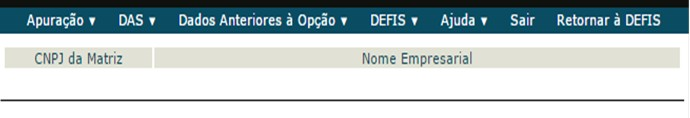 Apuração ▾ DAS ▾ Dados Anteriores à Opção ▾ DEFIS ▾ Ajuda ▾ Sair Retornar à DEFIS
CNPJ da Matriz Nome Empresarial